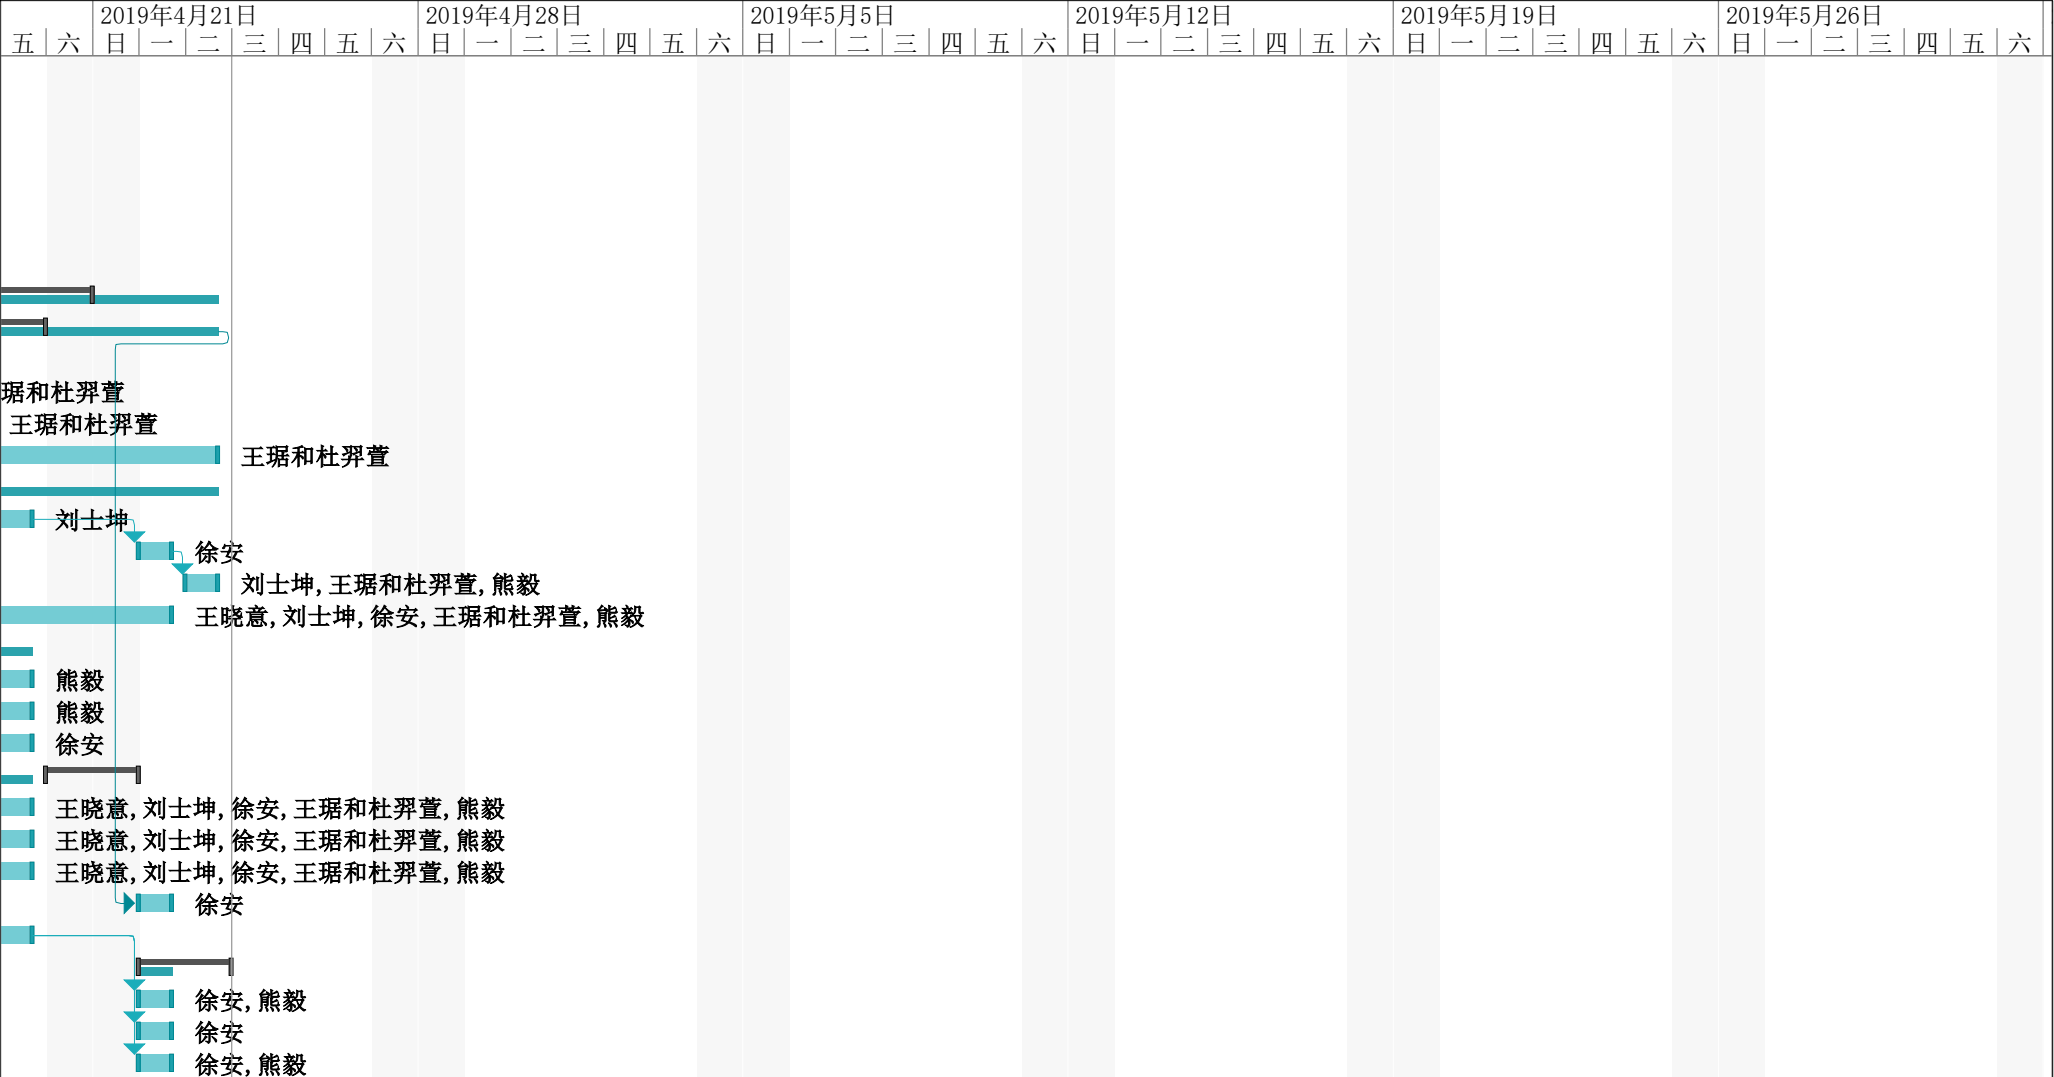 2019年4月21日 2019年4月28日 2019年5月5日 2019年5月12日 2019年5月19日 2019年5月26日
五 六 日 一 二 三 四 五 六 日 一 二 三 四 五 六 日 一 二 三 四 五 六 日 一 二 三 四 五 六 日 一 二 三 四 五 六 日 一 二 三 四 五 六
琚和杜羿萱
王琚和杜羿萱
王琚和杜羿萱
刘士坤
徐安
刘士坤,王琚和杜羿萱,熊毅
王晓意,刘士坤,徐安,王琚和杜羿萱,熊毅
熊毅
熊毅
徐安
王晓意,刘士坤,徐安,王琚和杜羿萱,熊毅
王晓意,刘士坤,徐安,王琚和杜羿萱,熊毅
王晓意,刘士坤,徐安,王琚和杜羿萱,熊毅
徐安
徐安,熊毅
徐安
徐安,熊毅